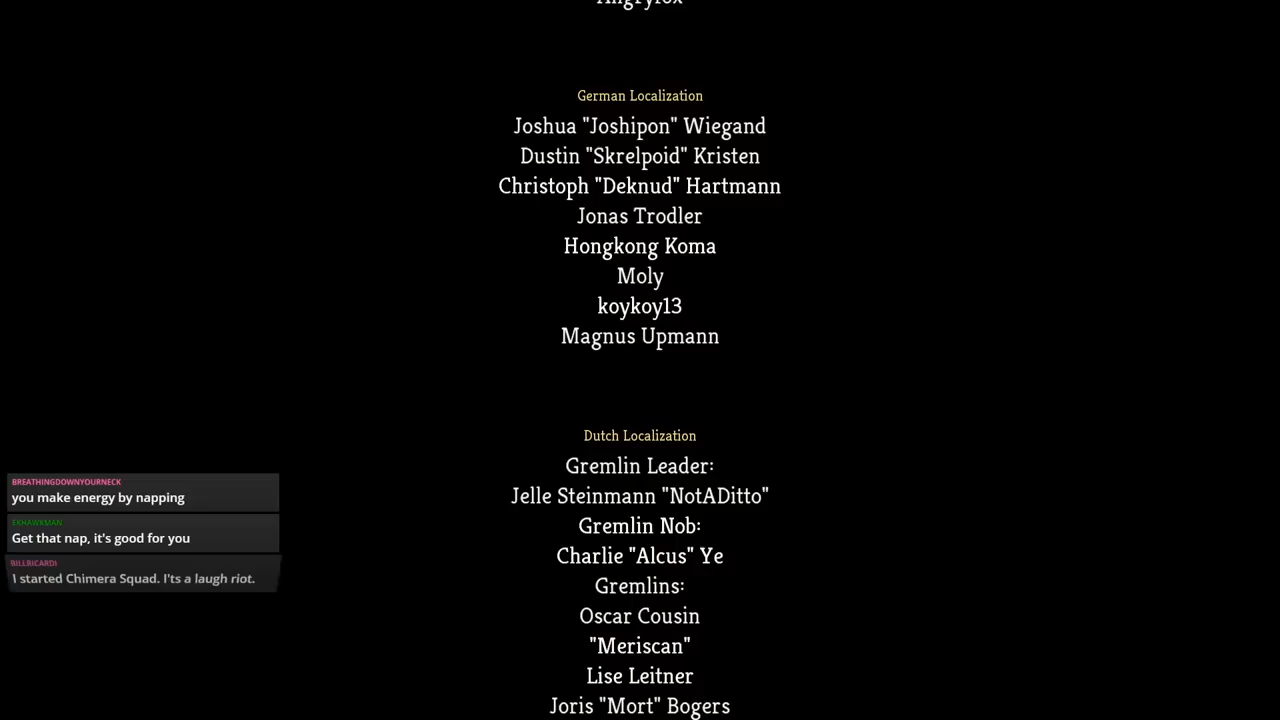 Angryfox
German Localization
Joshua "Joshipon" Wiegand
Dustin "Skrelpoid" Kristen
Christoph "Deknud" Hartmann
Jonas Trodler
Hongkong Koma
Moly
koykoy13
Magnus Upmann
Dutch Localization
Gremlin Leader:
Jelle Steinmann "NotADitto"
Gremlin Nob:
Charlie "Alcus" Ye
Gremlins:
Oscar Cousin
"Meriscan"
Lise Leitner
Joris "Mort" Bogers
BREATHINGDOWNYOURNECK
you make energy by napping
EKHAWKMAN
Get that nap, it's good for you
BILLRICARDI
I started Chimera Squad. I'ts a laugh riot.